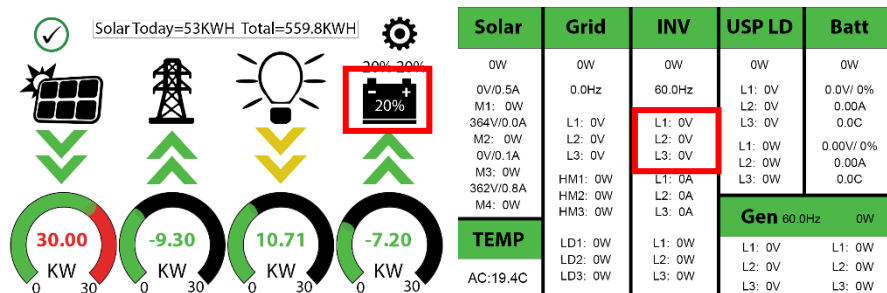 Solar Today=53KWH Total=559.8KWH
20% 20%
- +
20%
30.00
KW
0 30
-9.30
KW
0 30
10.71
KW
0 30
-7.20
KW
0 30
Solar
0W
0V/0.5A
M1: 0W
364V/0.0A
M2: 0W
0V/0.1A
M3: 0W
362V/0.8A
M4: 0W
TEMP
AC:19.4C
Grid
0W
0.0Hz
L1: 0V
L2: 0V
L3: 0V
HM1: 0W
HM2: 0W
HM3: 0W
LD1: 0W
LD2: 0W
LD3: 0W
INV
0W
60.0Hz
L1: 0V
L2: 0V
L3: 0V
L1: 0A
L2: 0A
L3: 0A
L1: 0W
L2: 0W
L3: 0W
USP LD
0W
L1: 0V
L2: 0V
L3: 0V
L1: 0W
L2: 0W
L3: 0W
Batt
0W
0.0V/ 0%
0.00A
0.0C
0.00V/ 0%
0.00A
0.0C
Gen 60.0Hz 0W
L1: 0V L1: 0W
L2: 0V L2: 0W
L3: 0V L3: 0W